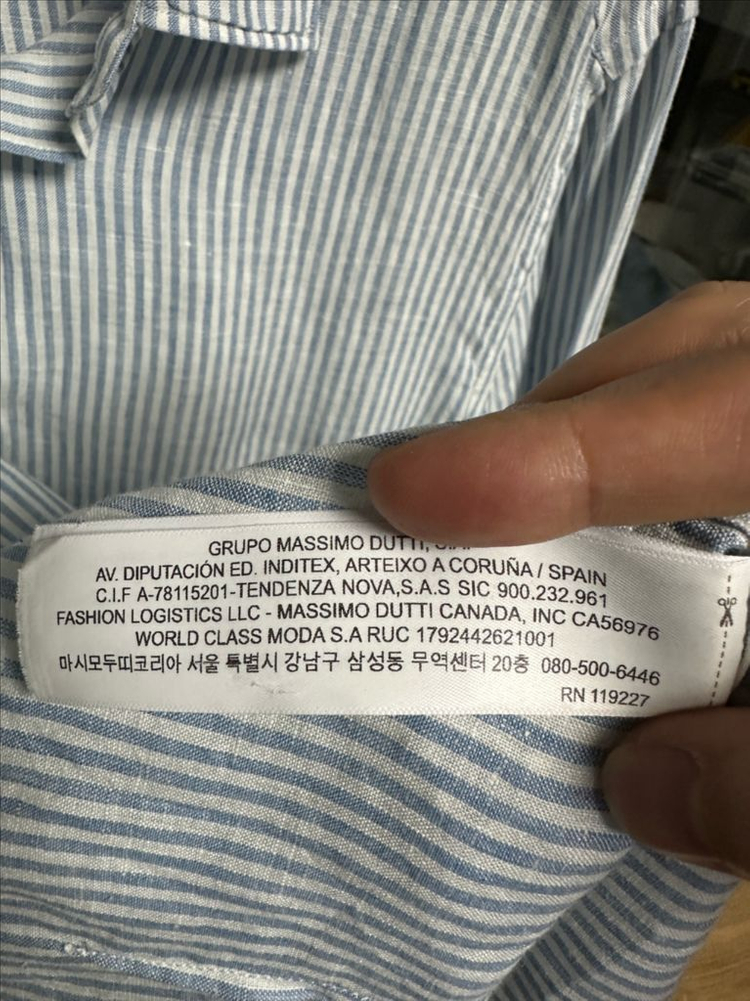 GRUPO MASSIMO DUTTI,
AV. DIPUTACIÓN ED. INDITEX, ARTEIXO A CORUÑA / SPAIN
C.I.F A-78115201-TENDENZA NOVA,S.A.S SIC 900.232.961
FASHION LOGISTICS LLC - MASSIMO DUTTI CANADA, INC CA56976
WORLD CLASS MODA S.A RUC 1792442621001
마시모두띠코리아 서울 특별시 강남구 삼성동 무역센터 20층 080-500-6446
RN 119227